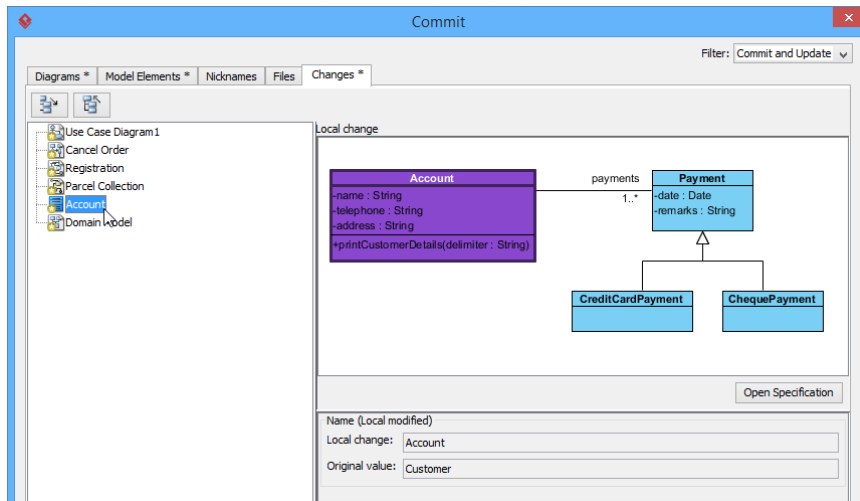 Commit
Filter: Commit and Update
Diagrams * Model Elements * Nicknames Files Changes *
Use Case Diagram1
Cancel Order
Registration
Parcel Collection
Account
Domain Model
Local change
Account
-name : String
-telephone : String
-address : String
+printCustomerDetails(delimiter : String)
payments
1..*
Payment
-date : Date
-remarks : String
CreditCardPayment
ChequePayment
Open Specification
Name (Local modified)
Local change: Account
Original value: Customer